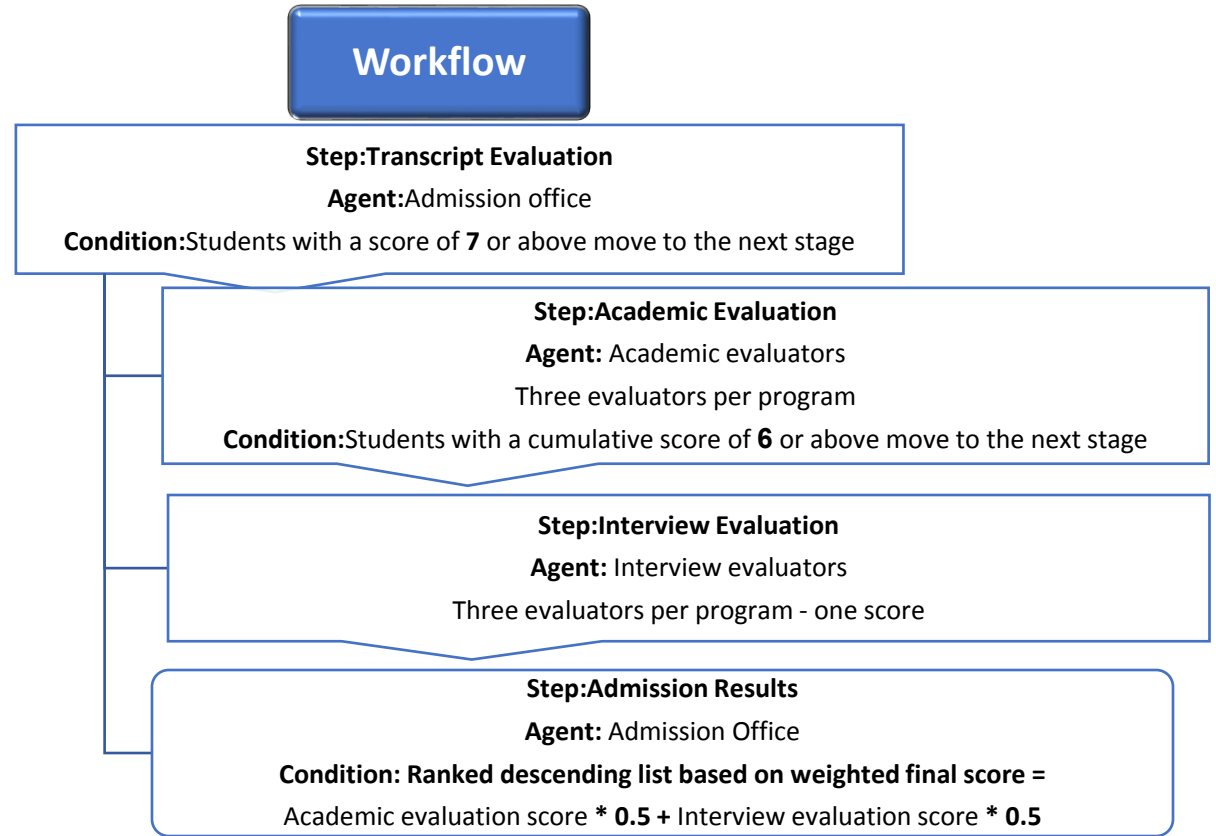 Workflow
Step:Transcript Evaluation
Agent:Admission office
Condition:Students with a score of 7 or above move to the next stage
Step:Academic Evaluation
Agent: Academic evaluators
Three evaluators per program
Condition:Students with a cumulative score of 6 or above move to the next stage
Step:Interview Evaluation
Agent: Interview evaluators
Three evaluators per program - one score
Step:Admission Results
Agent: Admission Office
Condition: Ranked descending list based on weighted final score =
Academic evaluation score * 0.5 + Interview evaluation score * 0.5